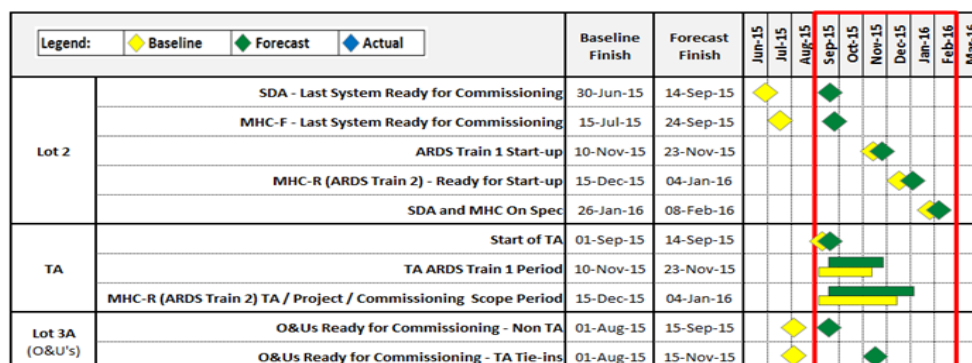 Legend: Baseline Forecast Actual Baseline Finish Forecast Finish Jun-15 Jul-15 Aug-15 Sep-15 Oct-15 Nov-15 Dec-15 Jan-16 Feb-16 Mar-16
Lot 2
SDA - Last System Ready for Commissioning 30-Jun-15 14-Sep-15
MHC-F - Last System Ready for Commissioning 15-Jul-15 24-Sep-15
ARDS Train 1 Start-up 10-Nov-15 23-Nov-15
MHC-R (ARDS Train 2) - Ready for Start-up 15-Dec-15 04-Jan-16
SDA and MHC On Spec 26-Jan-16 08-Feb-16
TA
Start of TA 01-Sep-15 14-Sep-15
TA ARDS Train 1 Period 10-Nov-15 23-Nov-15
MHC-R (ARDS Train 2) TA / Project / Commissioning Scope Period 15-Dec-15 04-Jan-16
Lot 3A
(O&U's)
O&Us Ready for Commissioning - Non TA 01-Aug-15 15-Sep-15
O&Us Ready for Commissioning - TA Tie-ins 01-Aug-15 15-Nov-15